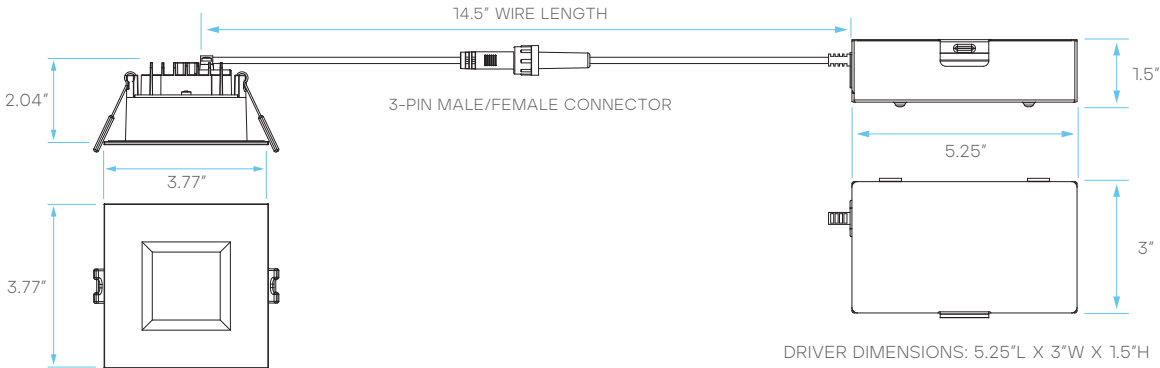 14.5" WIRE LENGTH
2.04"
3-PIN MALE/FEMALE CONNECTOR
1.5"
5.25"
3.77"
3.77"
3"
DRIVER DIMENSIONS: 5.25"L X 3"W X 1.5"H